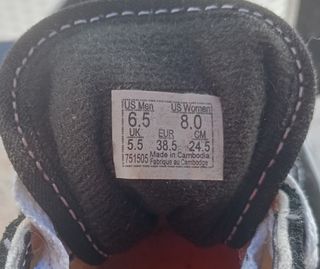 US Men US Women
6.5 8.0
UK EUR CM
5.5 38.5 24.5
751505 Made in Cambodia
Fabriqué au Cambodge